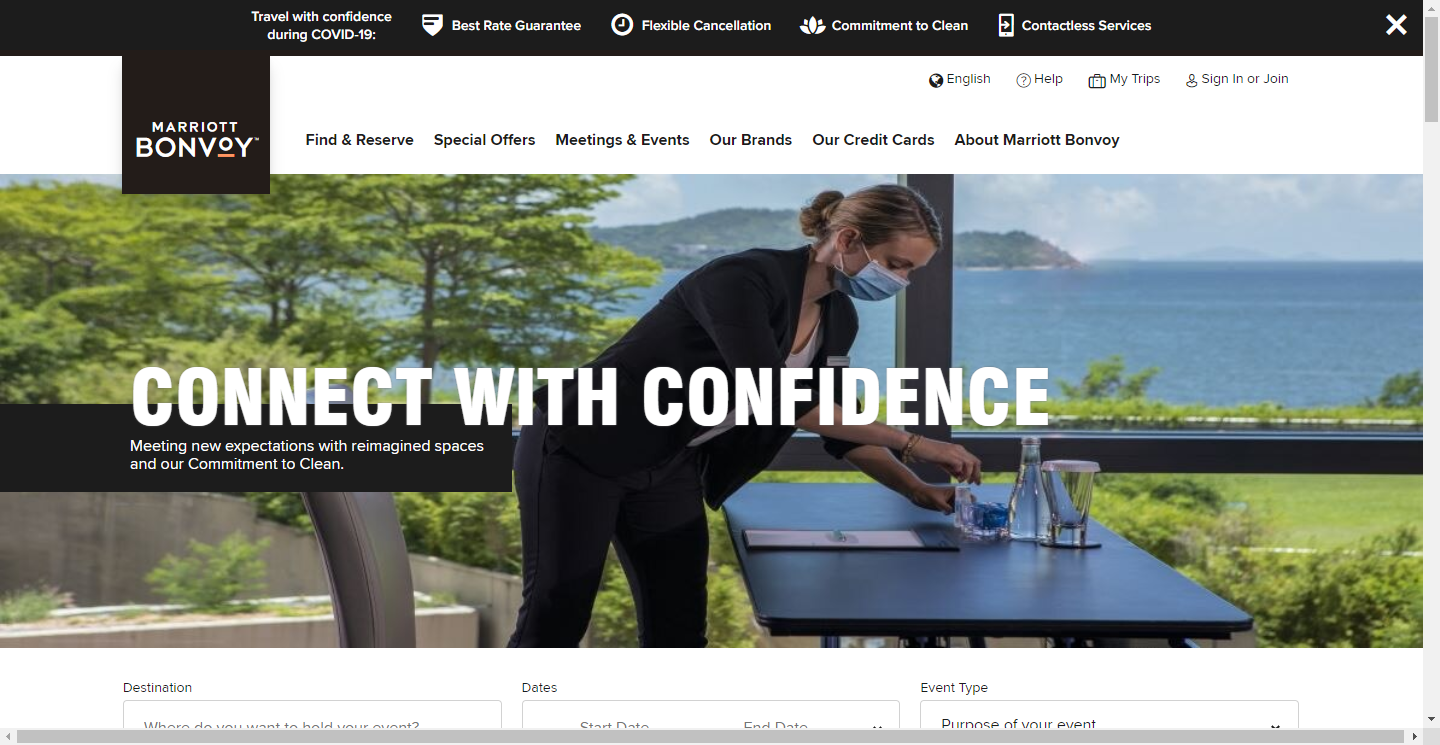 Travel with confidence
during COVID-19:
Best Rate Guarantee
Flexible Cancellation
Commitment to Clean
Contactless Services
English
Help
My Trips
Sign In or Join
MARRIOTT
BONVOY™
Find & Reserve
Special Offers
Meetings & Events
Our Brands
Our Credit Cards
About Marriott Bonvoy
CONNECT WITH CONFIDENCE
Meeting new expectations with reimagined spaces
and our Commitment to Clean.
Destination
Dates
Event Type
Where do you want to hold your event?
Start Date
End Date
Purpose of your event